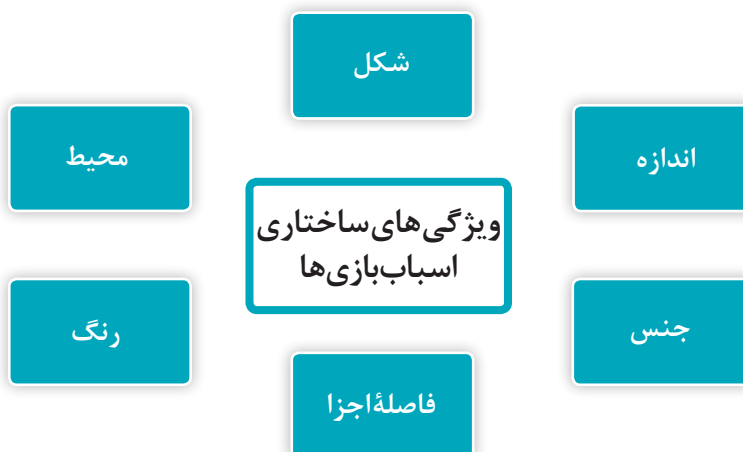 شکل
اندازه
محیط
ویژگی‌های‌ساختاری
اسباب‌بازی‌ها
جنس
رنگ
فاصلۀاجزا